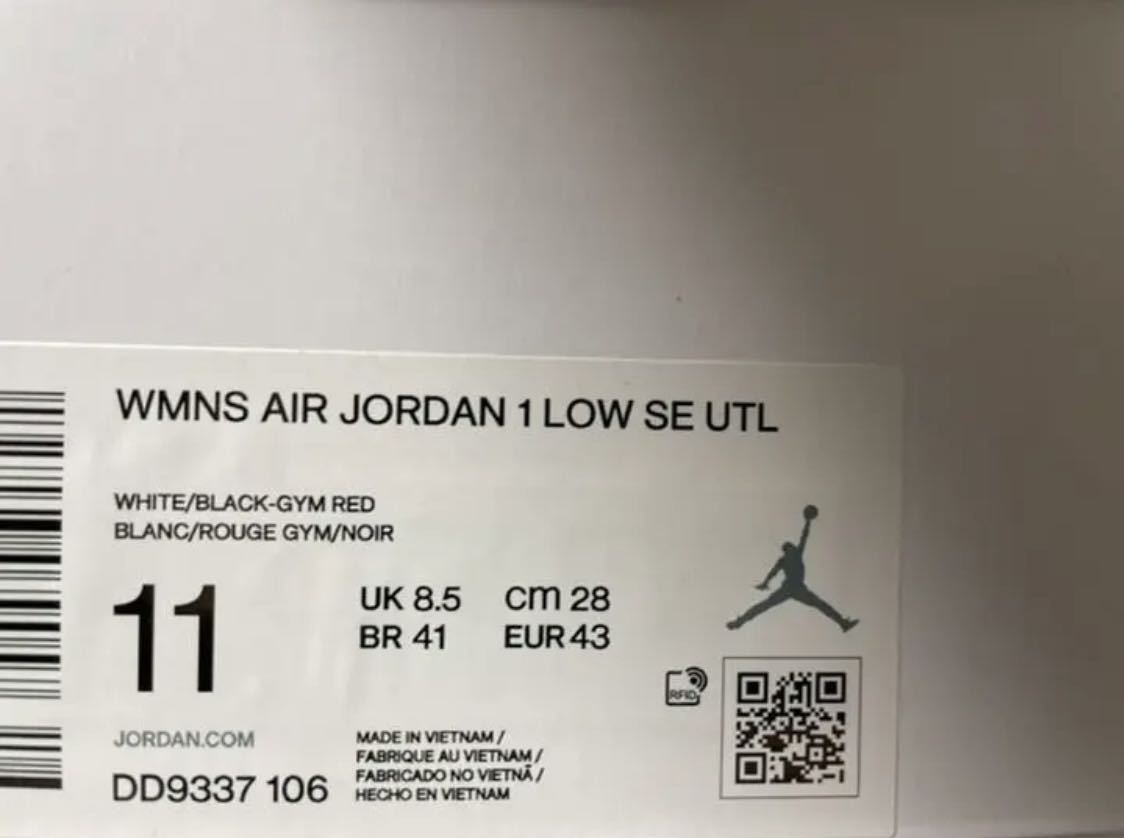 WMNS AIR JORDAN 1 LOW SE UTL
WHITE/BLACK-GYM RED
BLANC/ROUGE GYM/NOIR
11
UK 8.5 cm 28
BR 41 EUR 43
RFID
JORDAN.COM
DD9337 106
MADE IN VIETNAM /
FABRIQUE AU VIETNAM /
FABRICADO NO VIETNÃ /
HECHO EN VIETNAM